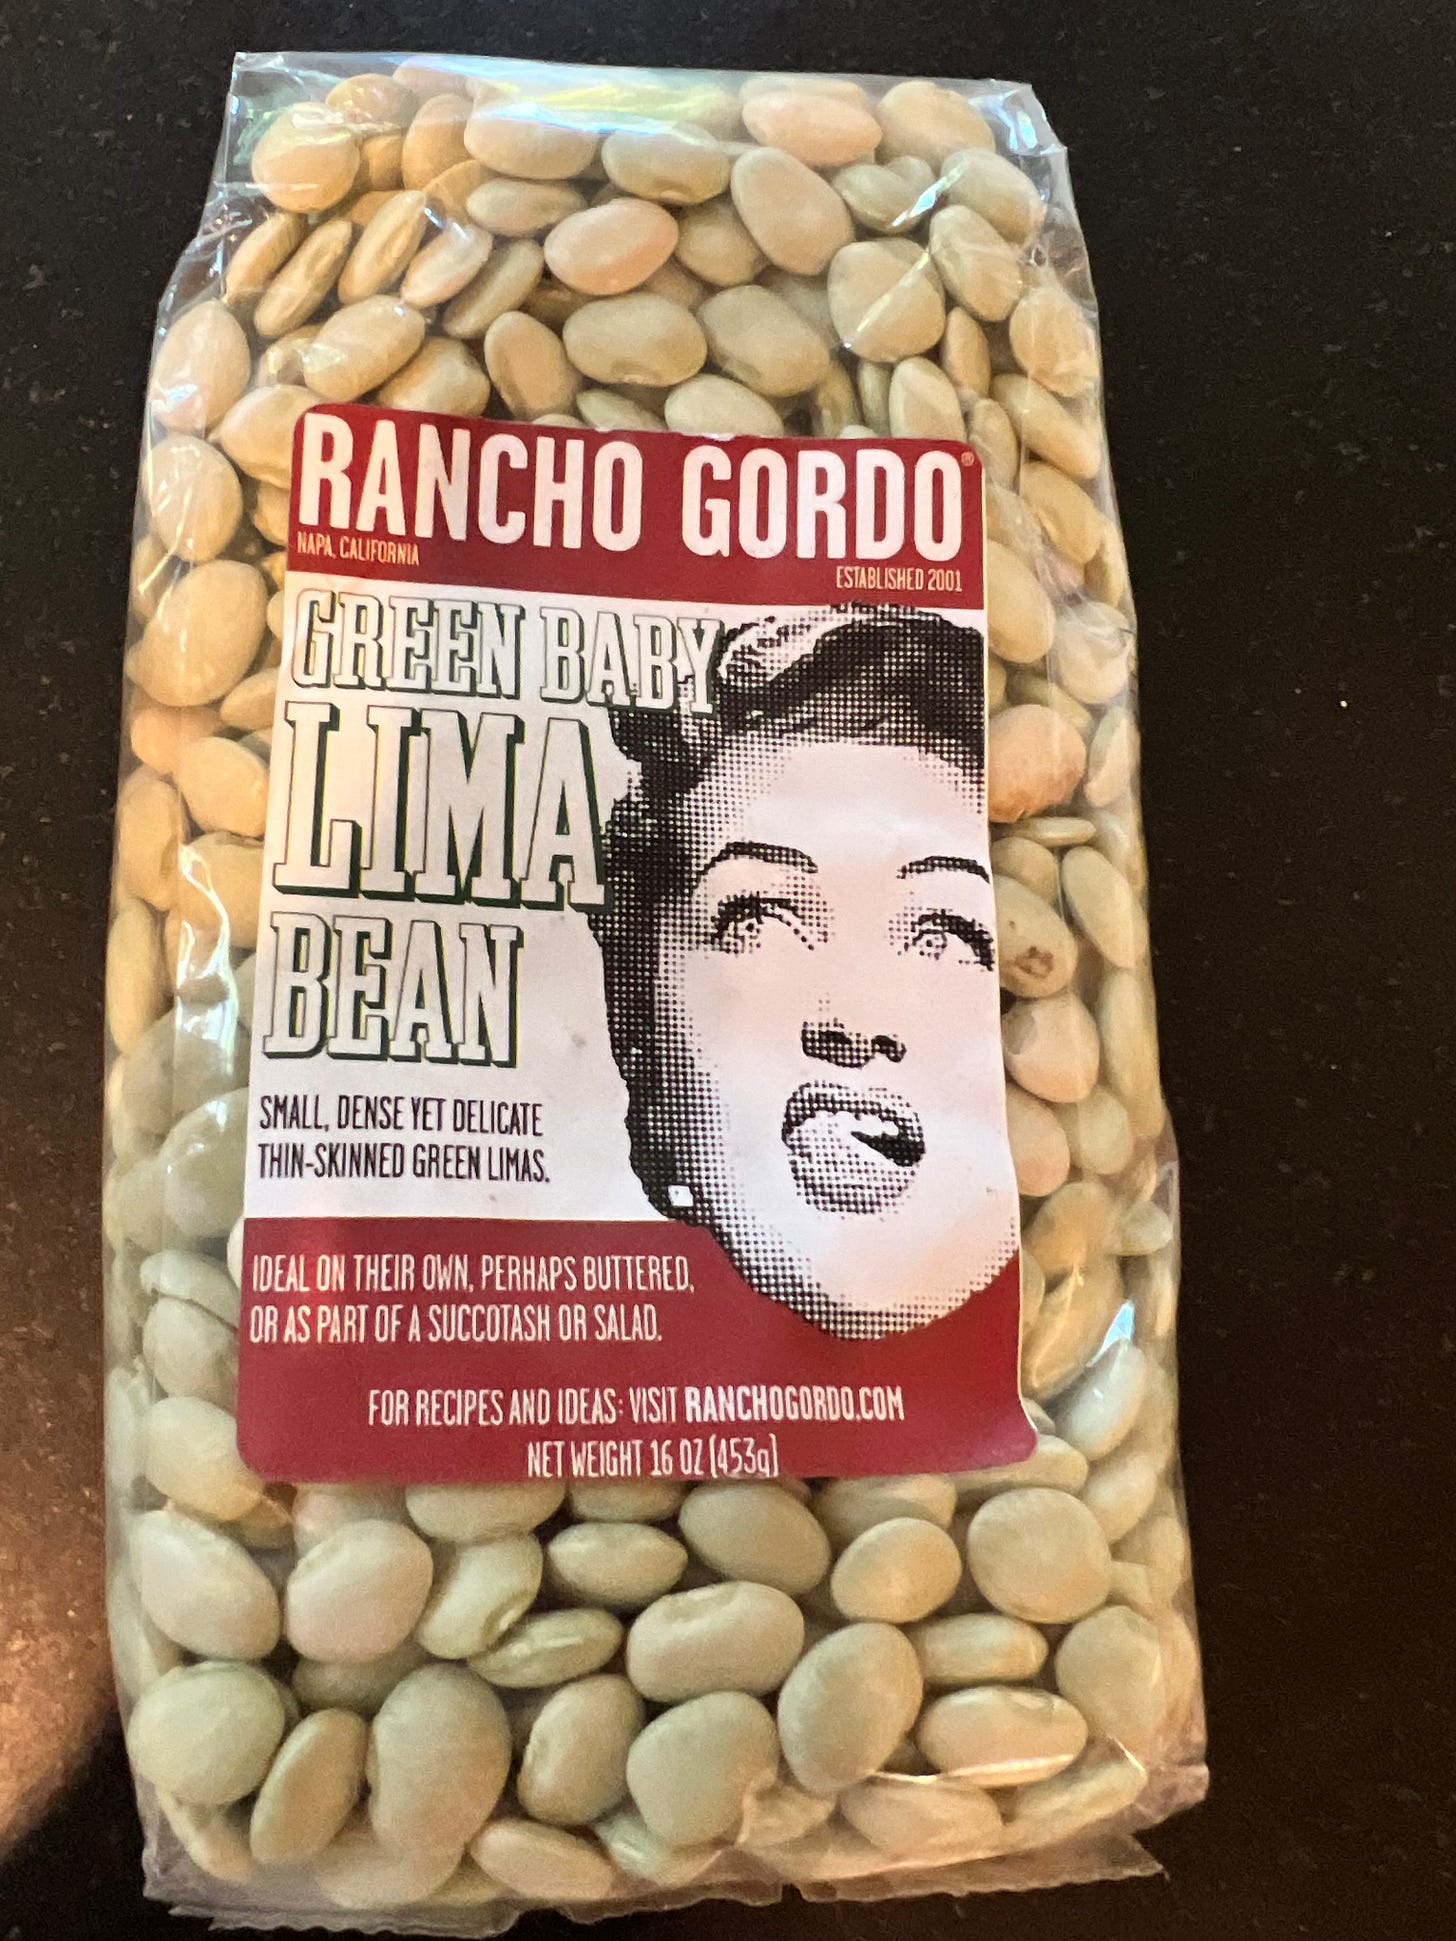 RANCHO GORDO®
NAPA, CALIFORNIA
ESTABLISHED 2001
GREEN BABY
LIMA
BEAN
SMALL, DENSE YET DELICATE
THIN-SKINNED GREEN LIMAS.
IDEAL ON THEIR OWN, PERHAPS BUTTERED,
OR AS PART OF A SUCCOTASH OR SALAD.
FOR RECIPES AND IDEAS: VISIT RANCHOGORDO.COM
NET WEIGHT 16 OZ (453g)